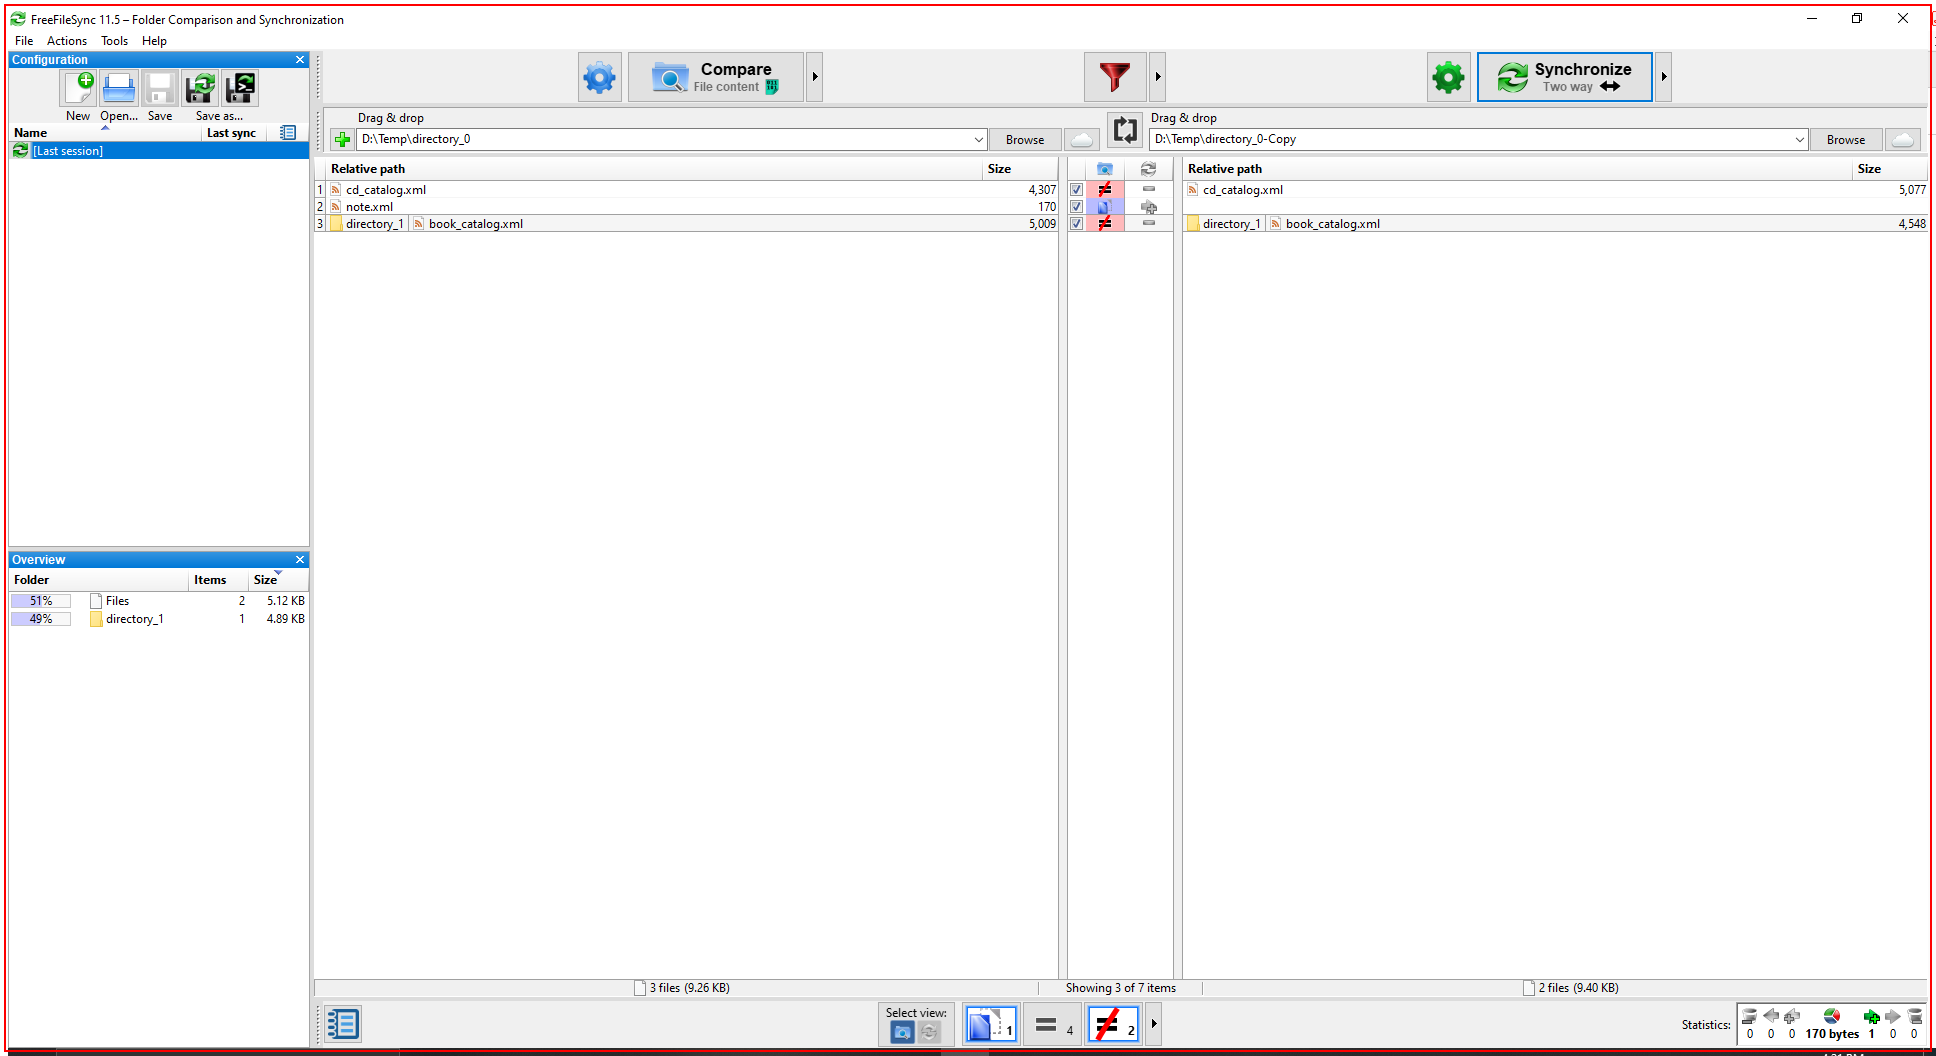 FreeFileSync 11.5 – Folder Comparison and Synchronization
File Actions Tools Help
Configuration
New Open... Save Save as...
Name Last sync
[Last session]
Compare
File content
Synchronize
Two way
Drag & drop
D:\Temp\directory_0 Browse
Drag & drop
D:\Temp\directory_0-Copy Browse
Relative path Size Relative path Size
1 cd_catalog.xml 4,307 cd_catalog.xml 5,077
2 note.xml 170
3 directory_1 book_catalog.xml 5,009 directory_1 book_catalog.xml 4,548
Overview
Folder Items Size
51% Files 2 5.12 KB
49% directory_1 1 4.89 KB
3 files (9.26 KB) Showing 3 of 7 items 2 files (9.40 KB)
Select view: 1 4 2
Statistics: 0 0 0 170 bytes 1 0 0